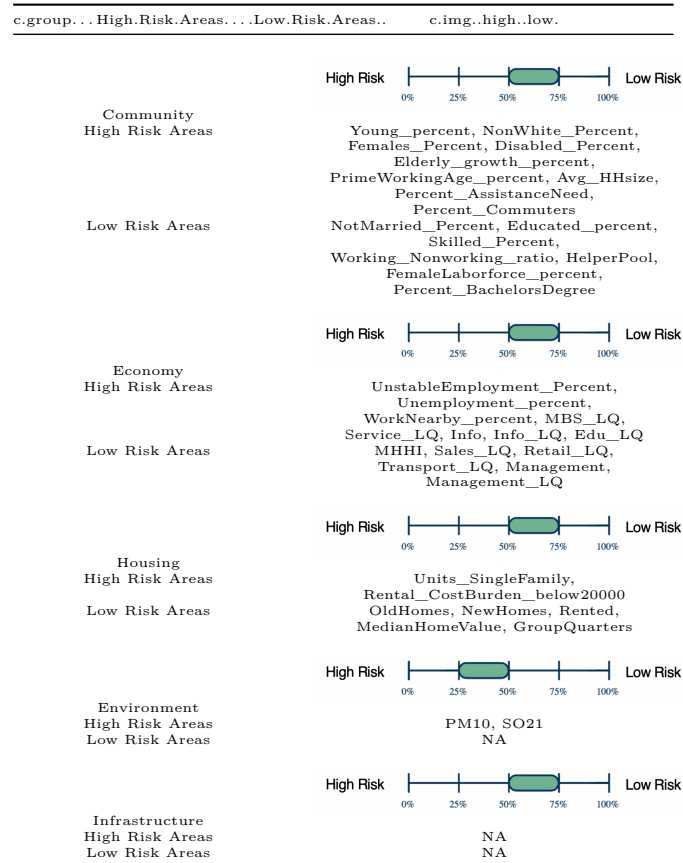 c.group...High.Risk.Areas....Low.Risk.Areas.. c.img..high..low.
High Risk Low Risk
0% 25% 50% 75% 100%
Community
High Risk Areas Young_percent, NonWhite_Percent,
Females_Percent, Disabled_Percent,
Elderly_growth_percent,
PrimeWorkingAge_percent, Avg_HHsize,
Percent_AssistanceNeed,
Percent_Commuters
Low Risk Areas NotMarried_Percent, Educated_percent,
Skilled_Percent,
Working_Nonworking_ratio, HelperPool,
FemaleLaborforce_percent,
Percent_BachelorsDegree
High Risk Low Risk
0% 25% 50% 75% 100%
Economy
High Risk Areas UnstableEmployment_Percent,
Unemployment_percent,
WorkNearby_percent, MBS_LQ,
Service_LQ, Info, Info_LQ, Edu_LQ
Low Risk Areas MHHI, Sales_LQ, Retail_LQ,
Transport_LQ, Management,
Management_LQ
High Risk Low Risk
0% 25% 50% 75% 100%
Housing
High Risk Areas Units_SingleFamily,
Rental_CostBurden_below20000
Low Risk Areas OldHomes, NewHomes, Rented,
MedianHomeValue, GroupQuarters
High Risk Low Risk
0% 25% 50% 75% 100%
Environment
High Risk Areas PM10, SO21
Low Risk Areas NA
High Risk Low Risk
0% 25% 50% 75% 100%
Infrastructure
High Risk Areas NA
Low Risk Areas NA